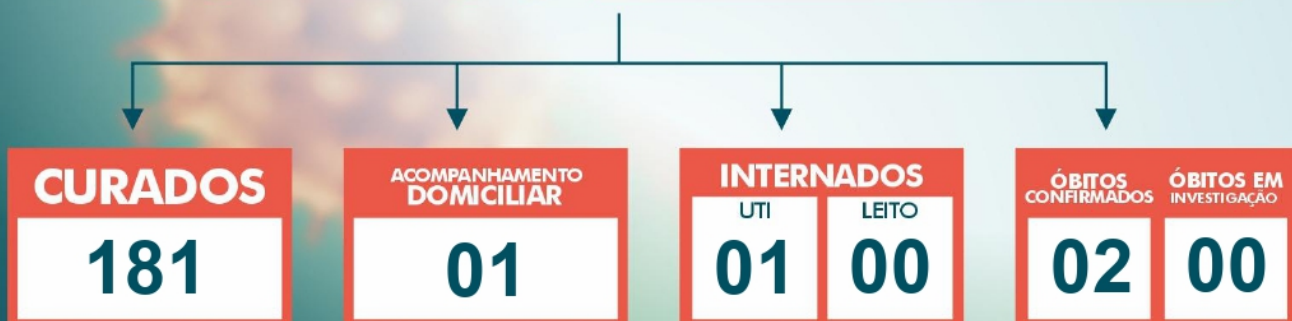 CURADOS
181
ACOMPANHAMENTO
DOMICILIAR
01
INTERNADOS
UTI
01
LEITO
00
ÓBITOS
CONFIRMADOS
02
ÓBITOS EM
INVESTIGAÇÃO
00